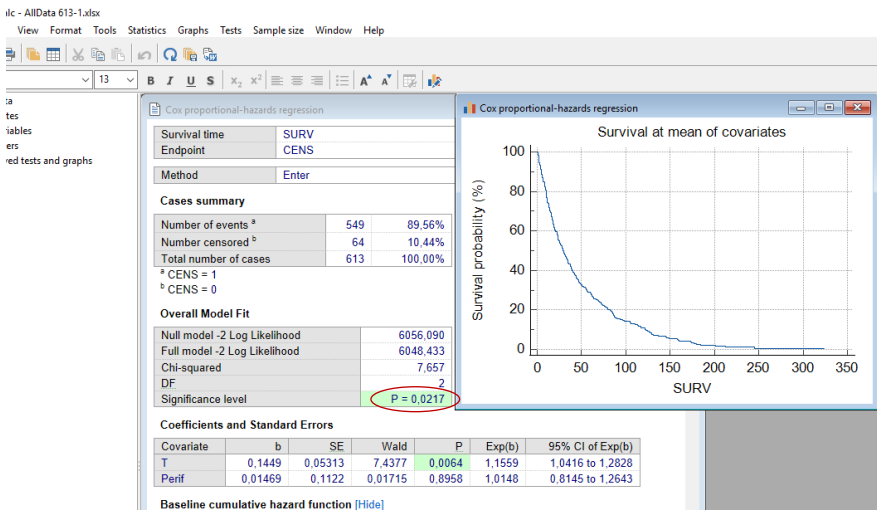 alc - AllData 613-1.xlsx
View Format Tools Statistics Graphs Tests Sample size Window Help
13 B I U S x₂ x² A A
tes
iables
ers
ved tests and graphs
Cox proportional-hazards regression
Survival time SURV
Endpoint CENS
Method Enter
Cases summary
Number of events ᵃ 549 89,56%
Number censored ᵇ 64 10,44%
Total number of cases 613 100,00%
ᵃ CENS = 1
ᵇ CENS = 0
Overall Model Fit
Null model -2 Log Likelihood 6056,090
Full model -2 Log Likelihood 6048,433
Chi-squared 7,657
DF 2
Significance level P = 0,0217
Coefficients and Standard Errors
Covariate b SE Wald P Exp(b) 95% CI of Exp(b)
T 0,1449 0,05313 7,4377 0,0064 1,1559 1,0416 to 1,2828
Perif 0,01469 0,1122 0,01715 0,8958 1,0148 0,8145 to 1,2643
Baseline cumulative hazard function [Hide]
Cox proportional-hazards regression
Survival at mean of covariates
Survival probability (%)
100
80
60
40
20
0
0 50 100 150 200 250 300 350
SURV